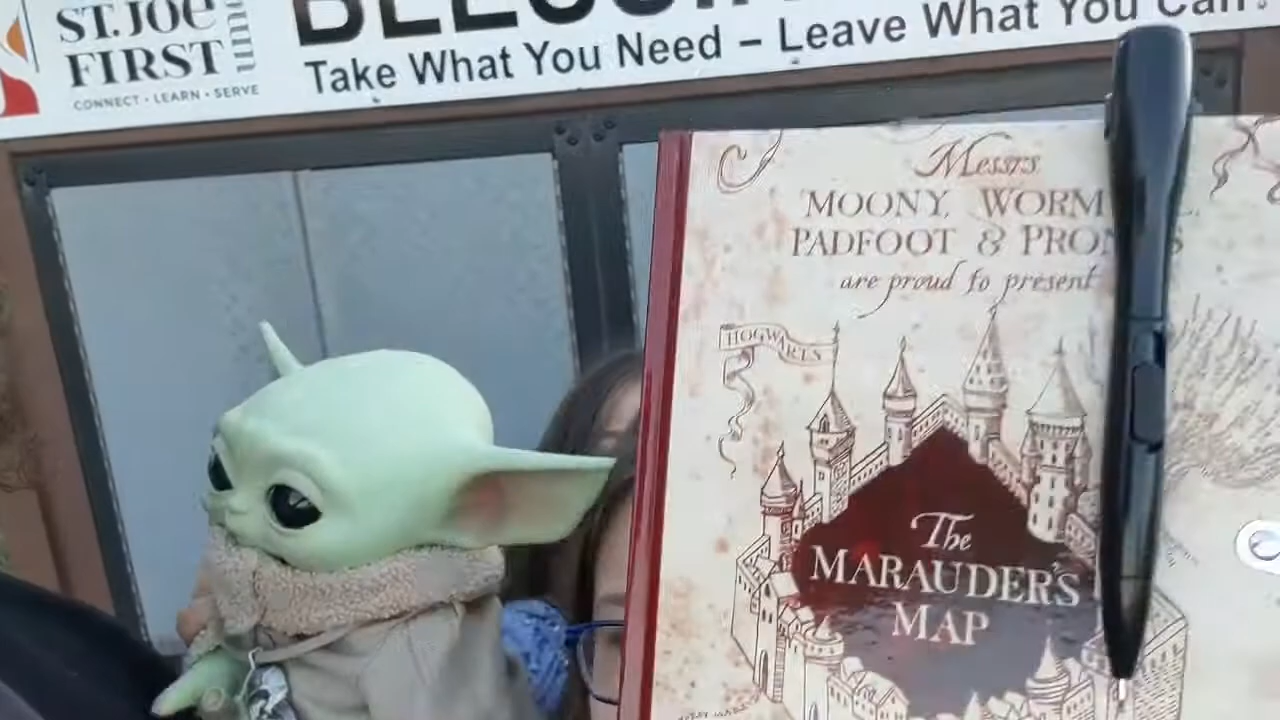 ST. JOE
FIRST
CONNECT • LEARN • SERVE
Take What You Need – Leave What You Can!
Messrs
MOONY, WORM
PADFOOT & PRON
are proud to present
HOGWARTS
The
MARAUDER'S
MAP